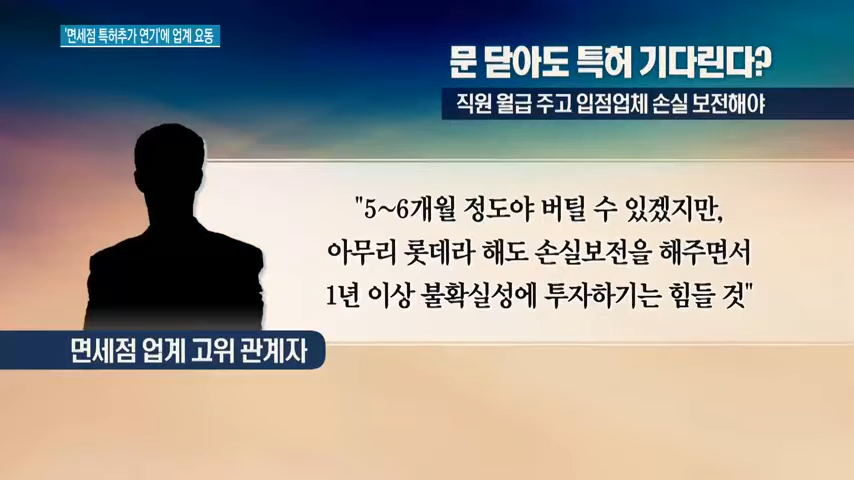 '면세점 특허추가 연기'에 업계 요동
문 닫아도 특허 기다린다?
직원 월급 주고 입점업체 손실 보전해야
"5~6개월 정도야 버틸 수 있겠지만,
아무리 롯데라 해도 손실보전을 해주면서
1년 이상 불확실성에 투자하기는 힘들 것"
면세점 업계 고위 관계자